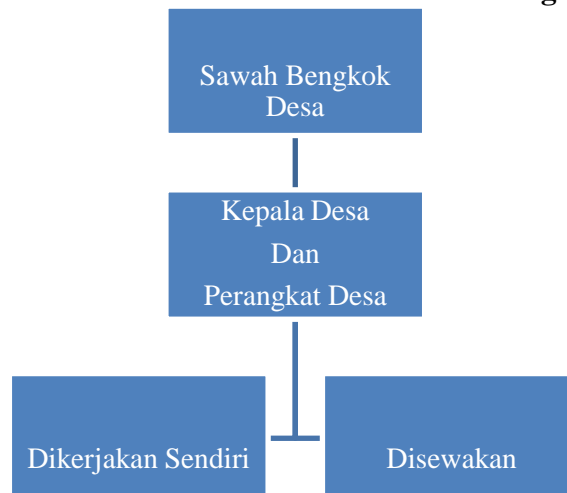 g
Sawah Bengkok
Desa
Kepala Desa
Dan
Perangkat Desa
Dikerjakan Sendiri
Disewakan